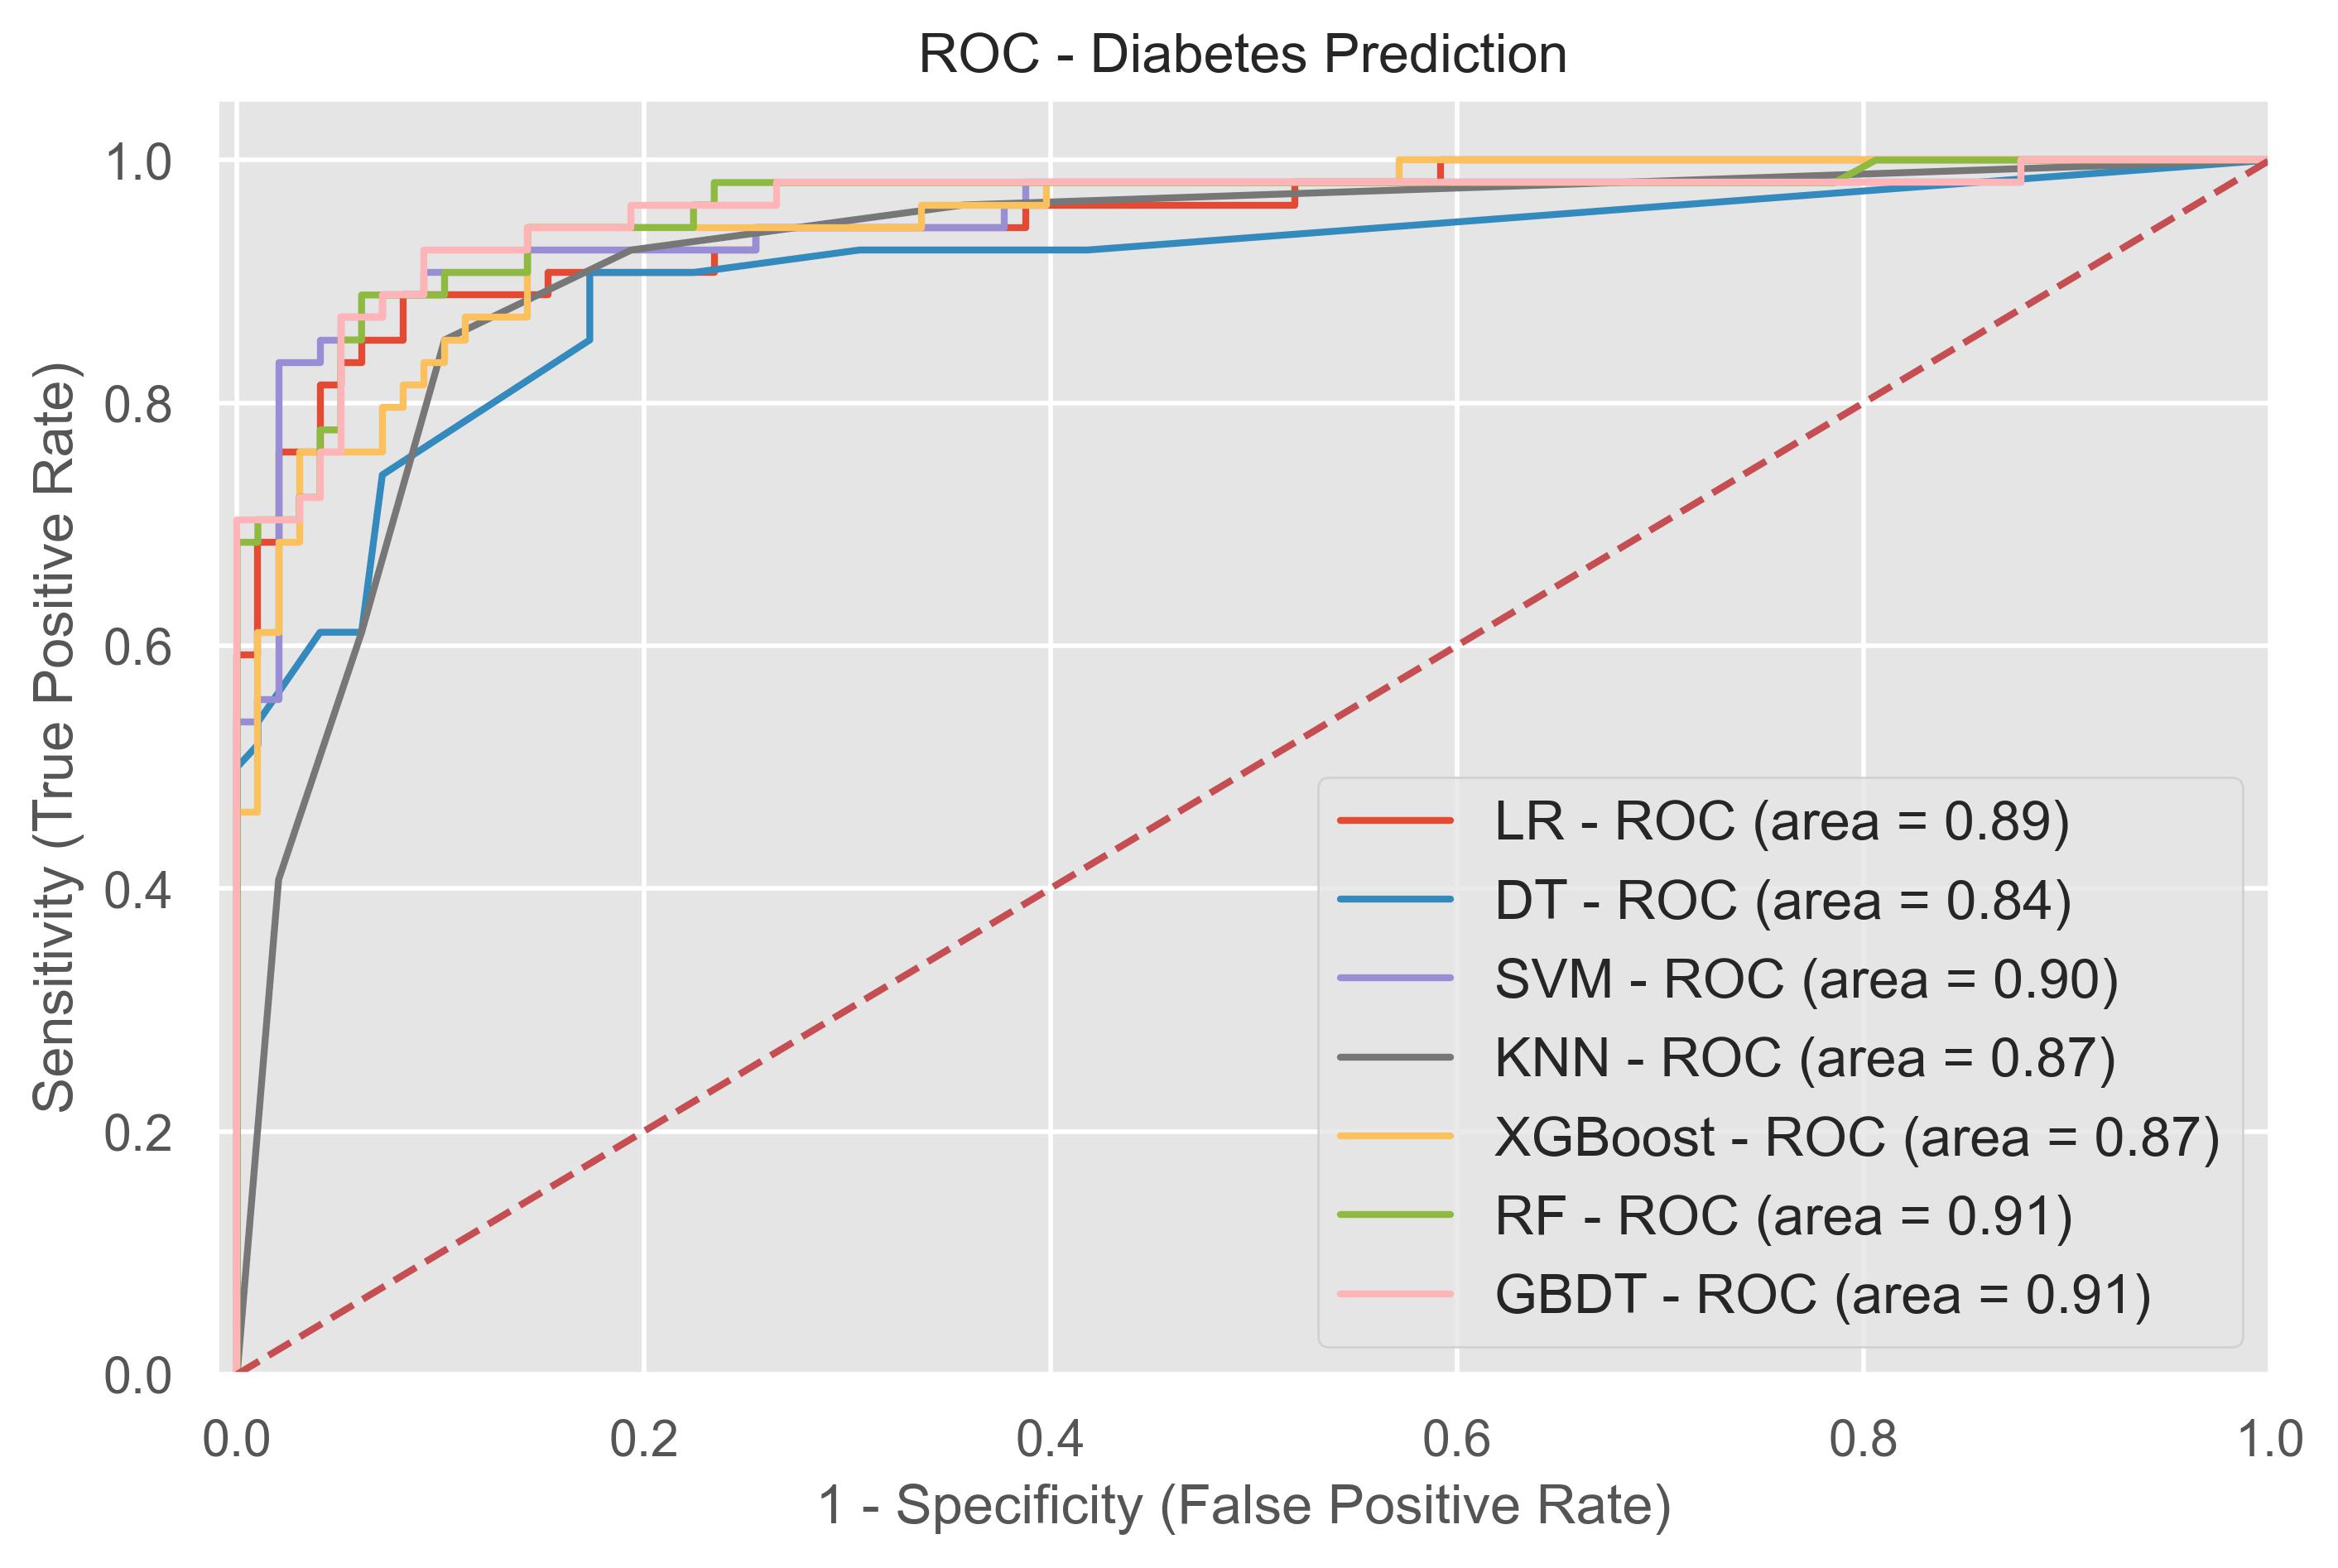 ROC - Diabetes Prediction
1.0
0.8
0.6
0.4
0.2
0.0
Sensitivity (True Positive Rate)
LR - ROC (area = 0.89)
DT - ROC (area = 0.84)
SVM - ROC (area = 0.90)
KNN - ROC (area = 0.87)
XGBoost - ROC (area = 0.87)
RF - ROC (area = 0.91)
GBDT - ROC (area = 0.91)
0.0 0.2 0.4 0.6 0.8 1.0
1 - Specificity (False Positive Rate)